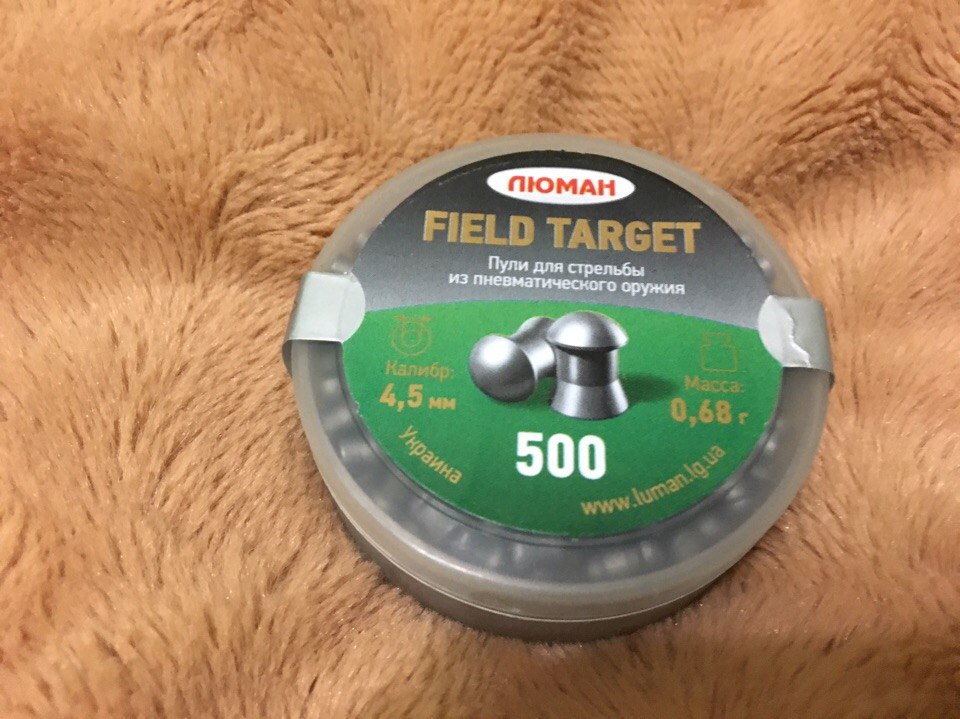 ЛЮМАН
FIELD TARGET
Пули для стрельбы
из пневматического оружия
Калибр:
4,5 мм
Масса:
0,68 г
500
Украина
www.luman.lg.ua